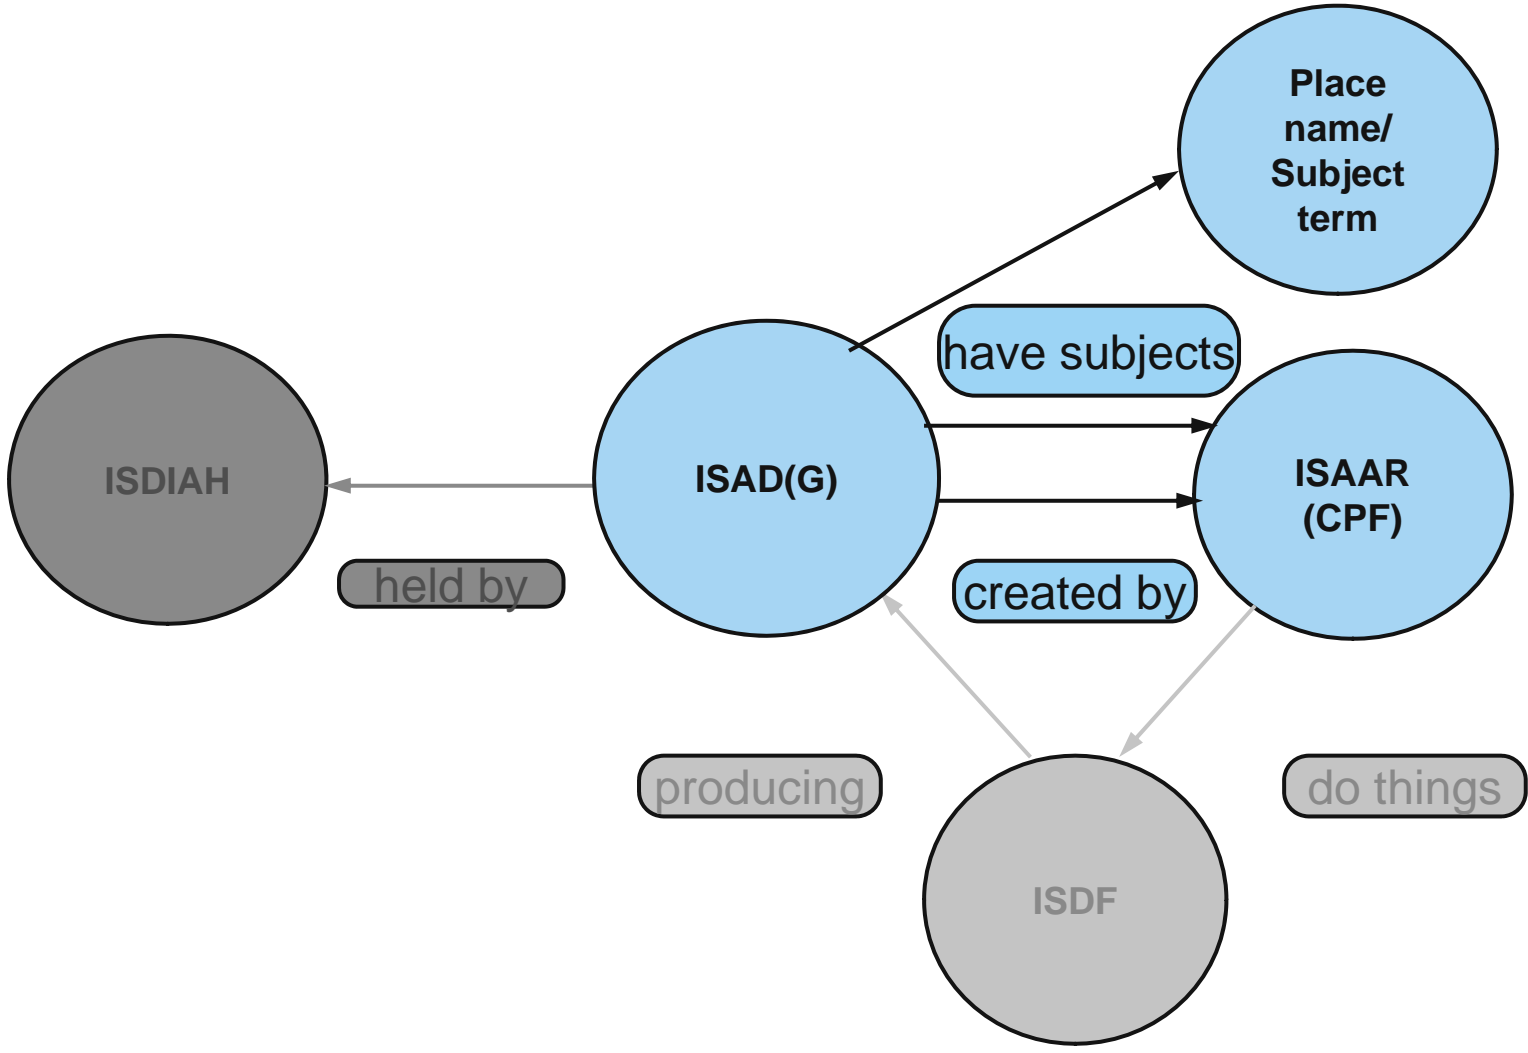 Place
name/
Subject
term
have subjects
ISDIAH
ISAD(G)
ISAAR
(CPF)
held by
created by
producing
do things
ISDF